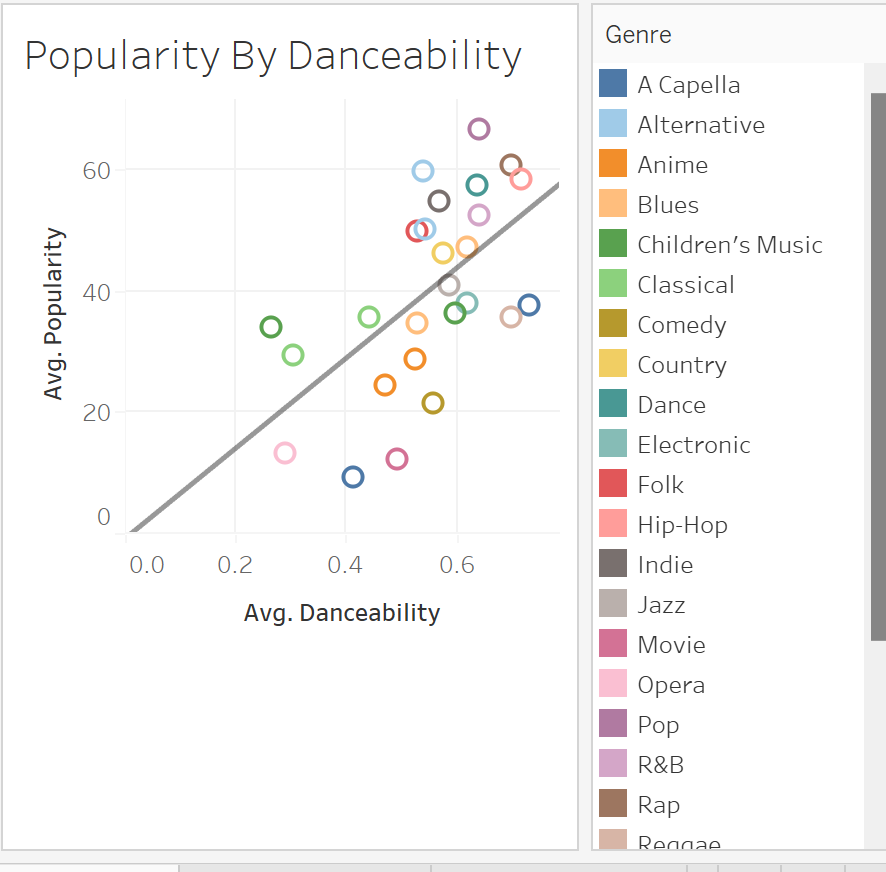 Popularity By Danceability
Avg. Popularity
60
40
20
0
0.0 0.2 0.4 0.6
Avg. Danceability
Genre
A Capella
Alternative
Anime
Blues
Children's Music
Classical
Comedy
Country
Dance
Electronic
Folk
Hip-Hop
Indie
Jazz
Movie
Opera
Pop
R&B
Rap
Reggae